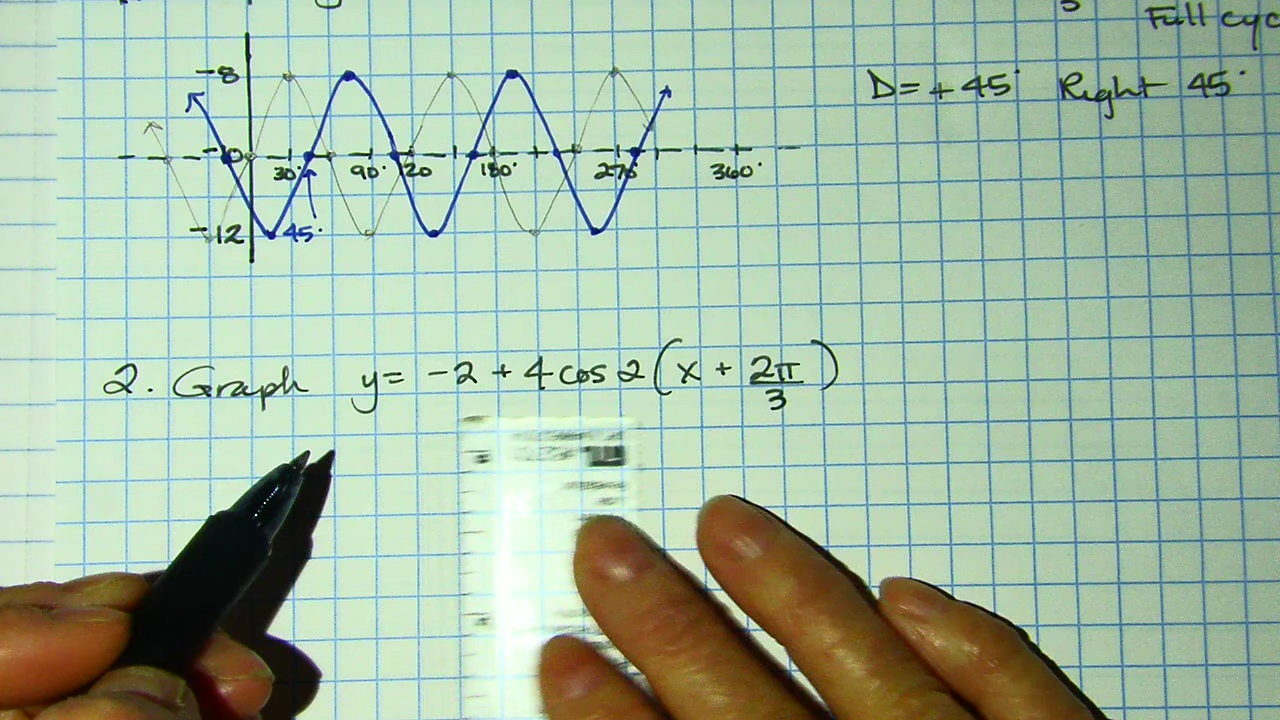 Full cyc
D = + 45° Right 45°
-8
0 30° 90° 120 180° 270 360°
-12 45°
2. Graph y = -2 + 4 cos 2 (x + 2π/3)